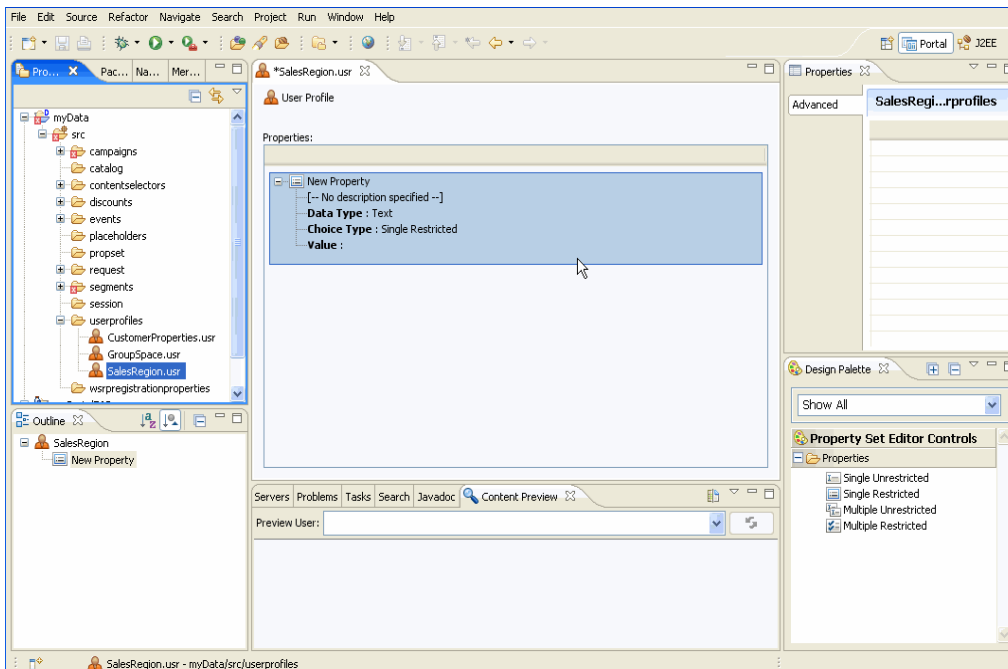 File Edit Source Refactor Navigate Search Project Run Window Help
Portal J2EE
Pro... Pac... Na... Mer...
myData
src
campaigns
catalog
contentselectors
discounts
events
placeholders
propset
request
segments
session
userprofiles
CustomerProperties.usr
GroupSpace.usr
SalesRegion.usr
wsrpregistrationproperties
Outline
SalesRegion
New Property
*SalesRegion.usr
User Profile
Properties:
New Property
[-- No description specified --]
Data Type : Text
Choice Type : Single Restricted
Value :
Servers Problems Tasks Search Javadoc Content Preview
Preview User:
Properties
Advanced
SalesRegi...rprofiles
Design Palette
Show All
Property Set Editor Controls
Properties
Single Unrestricted
Single Restricted
Multiple Unrestricted
Multiple Restricted
SalesRegion.usr - myData/src/userprofiles